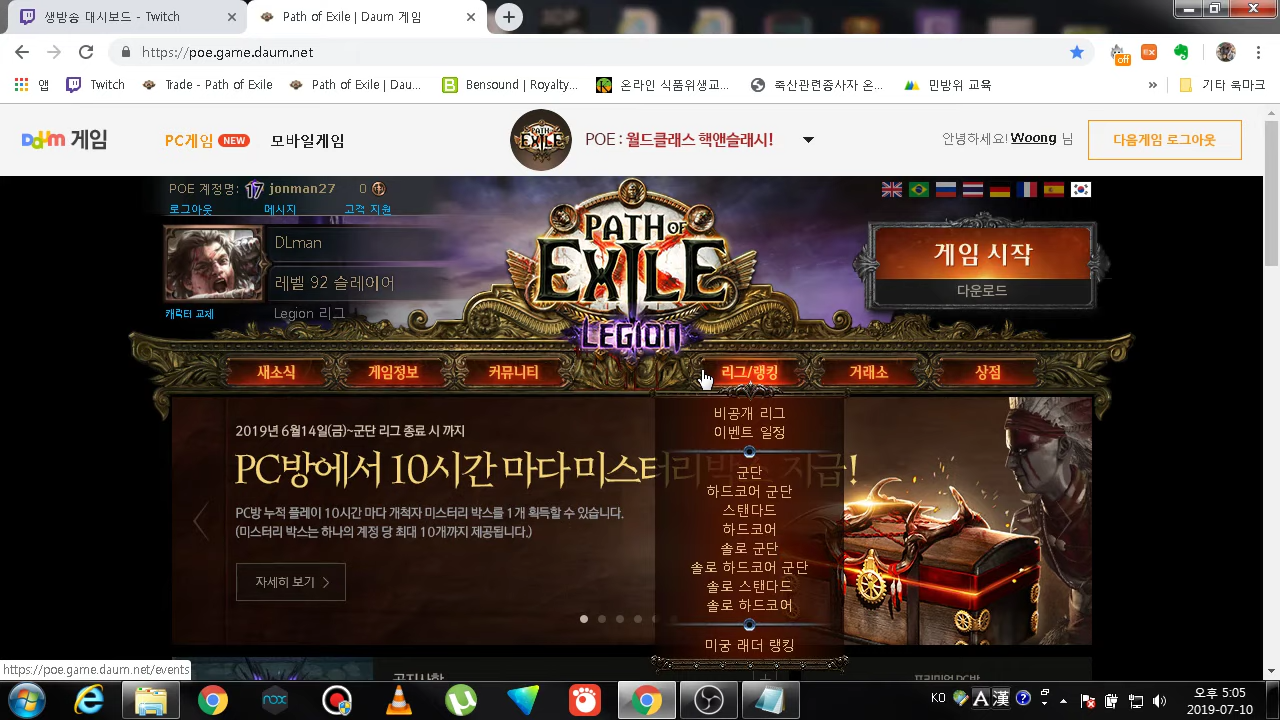 생방송 대시보드 - Twitch
Path of Exile | Daum 게임
https://poe.game.daum.net
off
앱
Twitch
Trade - Path of Exile
Path of Exile | Dau...
Bensound | Royalty...
온라인 식품위생교...
축산관련종사자 온...
민방위 교육
»
기타 북마크
Daum 게임
PC게임 NEW
모바일게임
PATH OF EXILE
POE : 월드클래스 핵앤슬래시!
안녕하세요! Woong 님
다음게임 로그아웃
POE 계정명: 17 jonman27 0
로그아웃 메시지 고객 지원
DLman
레벨 92 슬레이어
캐릭터 교체
Legion 리그
PATH OF
EXILE
LEGION
게임 시작
다운로드
새소식
게임정보
커뮤니티
리그/랭킹
거래소
상점
비공개 리그
이벤트 일정
군단
하드코어 군단
스탠다드
하드코어
솔로 군단
솔로 하드코어 군단
솔로 스탠다드
솔로 하드코어
미궁 래더 랭킹
2019년 6월14일(금)~군단 리그 종료 시 까지
PC방에서 10시간 마다 미스터리박스 지급!
PC방 누적 플레이 10시간 마다 개척자 미스터리 박스를 1개 획득할 수 있습니다.
(미스터리 박스는 하나의 계정 당 최대 10개까지 제공됩니다.)
자세히 보기 >
공지사항
프리미엄 PC방
https://poe.game.daum.net/events
nox
KO
A 漢
오후 5:05
2019-07-10